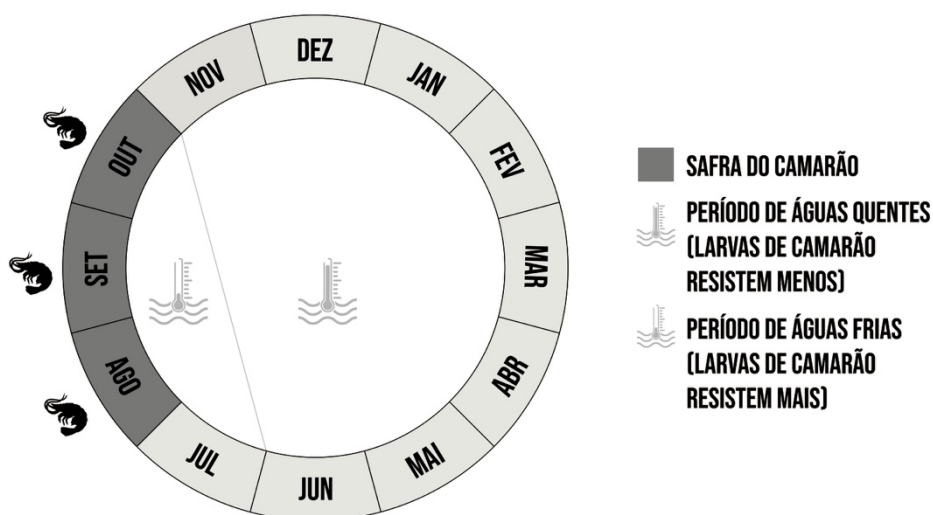 DEZ
JAN
FEV
MAR
ABR
MAI
JUN
JUL
AGO
SET
OUT
NOV
SAFRA DO CAMARÃO
PERÍODO DE ÁGUAS QUENTES
(LARVAS DE CAMARÃO
RESISTEM MENOS)
PERÍODO DE ÁGUAS FRIAS
(LARVAS DE CAMARÃO
RESISTEM MAIS)